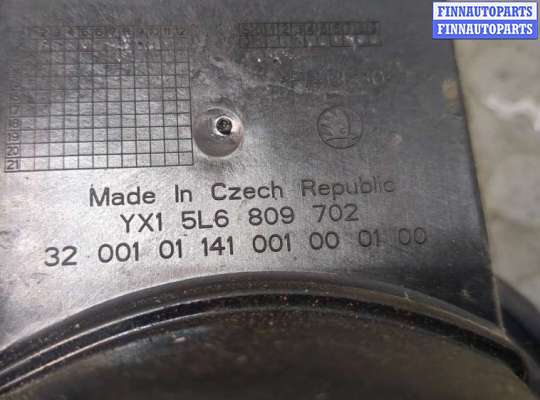 FINNAUTOPARTS
FINNAUTOPARTS
Made In Czech Republic
YX1 5L6 809 702
32 001 01 141 001 00 01 00